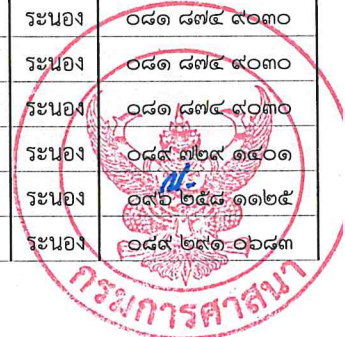 ระนอง ๐๘๑ ๘๗๔ ๙๐๓๐
ระนอง ๐๘๑ ๘๗๔ ๙๐๓๐
ระนอง ๐๘๑ ๘๗๔ ๙๐๓๐
ระนอง ๐๘๙ ๗๒๙ ๑๔๐๑
ระนอง ๐๙๖ ๒๕๘ ๑๑๒๕
ระนอง ๐๘๙ ๒๙๑ ๐๖๘๓
กรมการศาสนา